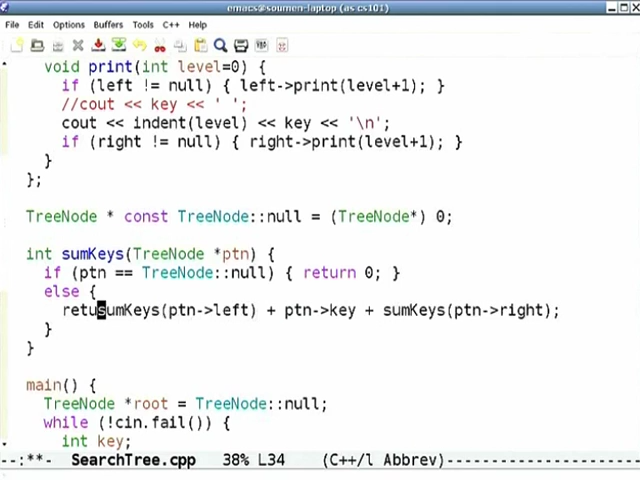 emacs@soumen-laptop (as cs101)
File Edit Options Buffers Tools C++ Help
void print(int level=0) {
if (left != null) { left->print(level+1); }
//cout << key << ' ';
cout << indent(level) << key << '\n';
if (right != null) { right->print(level+1); }
}
};
TreeNode * const TreeNode::null = (TreeNode*) 0;
int sumKeys(TreeNode *ptn) {
if (ptn == TreeNode::null) { return 0; }
else {
retusumKeys(ptn->left) + ptn->key + sumKeys(ptn->right);
}
}
main() {
TreeNode *root = TreeNode::null;
while (!cin.fail()) {
int key;
--:**- SearchTree.cpp 38% L34 (C++/l Abbrev)--------------------